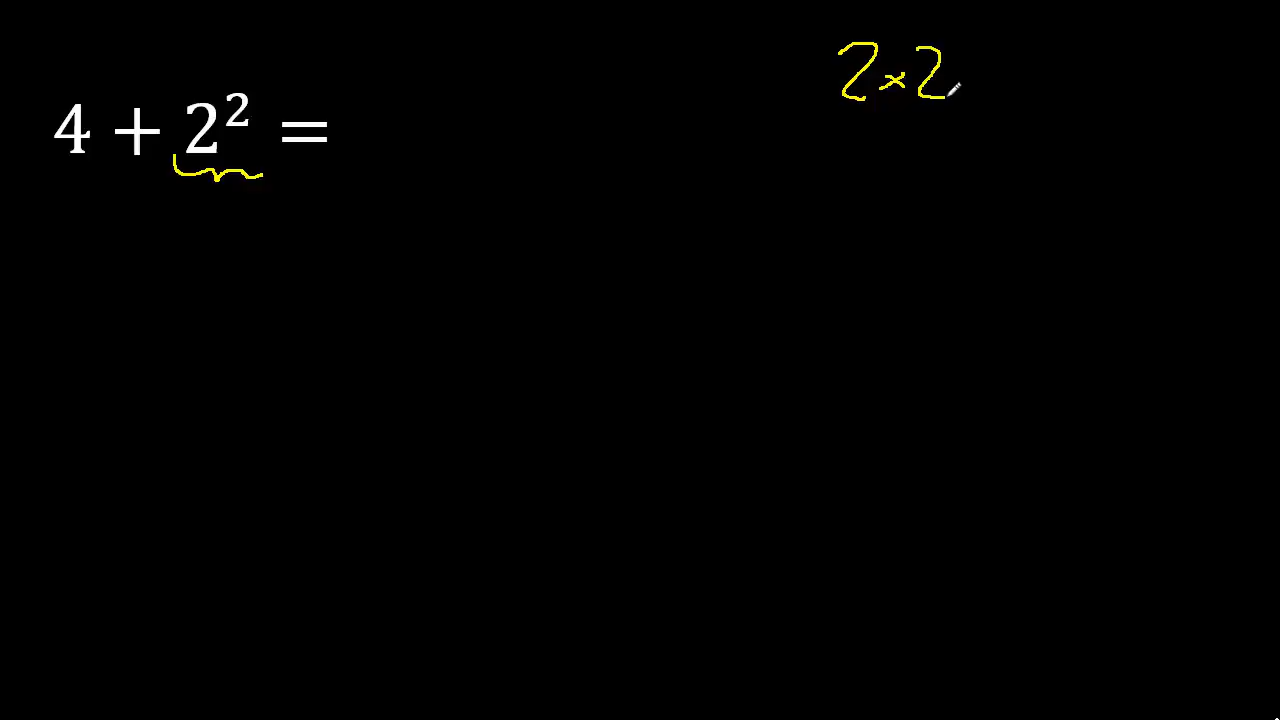 2×2
4 + 2² =